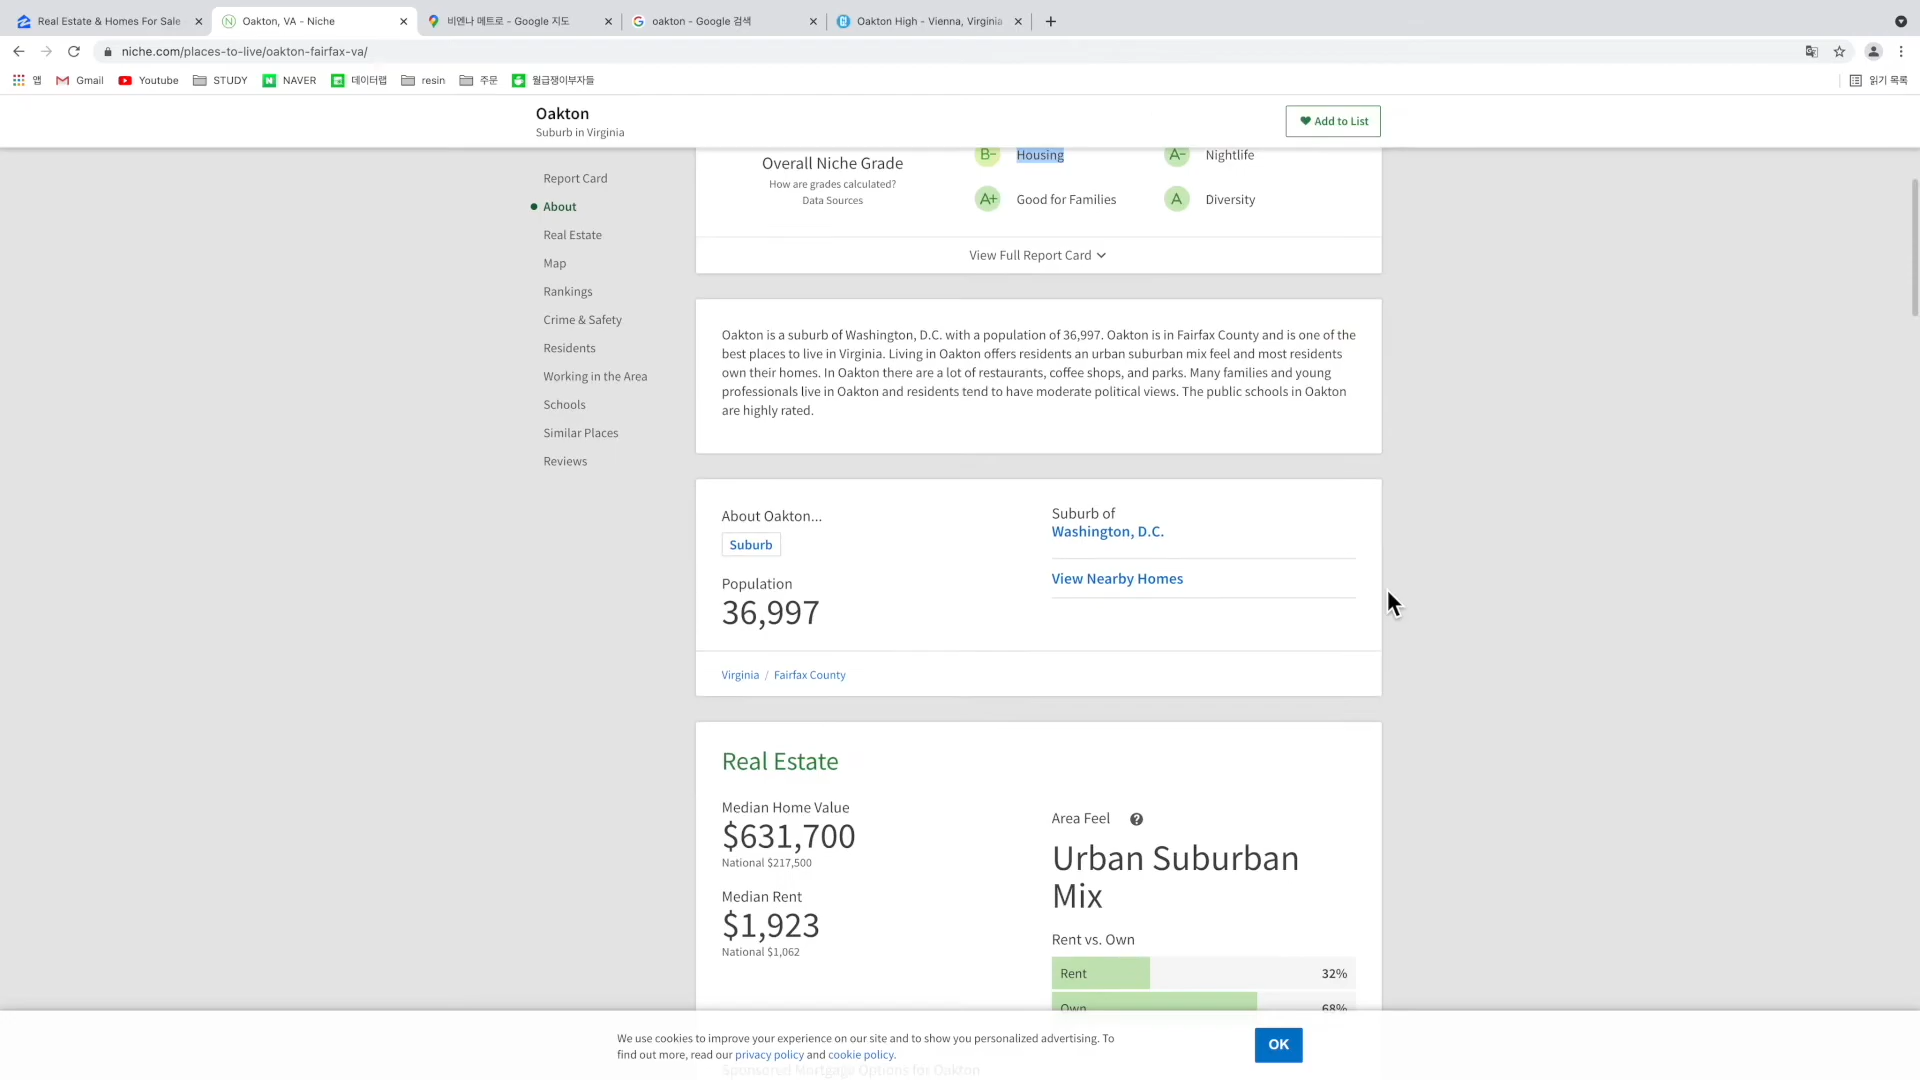 Real Estate & Homes For Sale
Oakton, VA - Niche
비엔나 메트로 - Google 지도
oakton - Google 검색
Oakton High - Vienna, Virginia
niche.com/places-to-live/oakton-fairfax-va/
앱
Gmail
Youtube
STUDY
NAVER
데이터랩
resin
주문
월급쟁이부자들
읽기 목록
Oakton
Suburb in Virginia
Add to List
Report Card
About
Real Estate
Map
Rankings
Crime & Safety
Residents
Working in the Area
Schools
Similar Places
Reviews
Overall Niche Grade
How are grades calculated?
Data Sources
B- Housing
A- Nightlife
A+ Good for Families
A Diversity
View Full Report Card
Oakton is a suburb of Washington, D.C. with a population of 36,997. Oakton is in Fairfax County and is one of the
best places to live in Virginia. Living in Oakton offers residents an urban suburban mix feel and most residents
own their homes. In Oakton there are a lot of restaurants, coffee shops, and parks. Many families and young
professionals live in Oakton and residents tend to have moderate political views. The public schools in Oakton
are highly rated.
About Oakton...
Suburb
Population
36,997
Suburb of
Washington, D.C.
View Nearby Homes
Virginia / Fairfax County
Real Estate
Median Home Value
$631,700
National $217,500
Median Rent
$1,923
National $1,062
Area Feel
Urban Suburban
Mix
Rent vs. Own
Rent 32%
Own 68%
We use cookies to improve your experience on our site and to show you personalized advertising. To
find out more, read our privacy policy and cookie policy.
OK
Sponsored Mortgage Options for Oakton